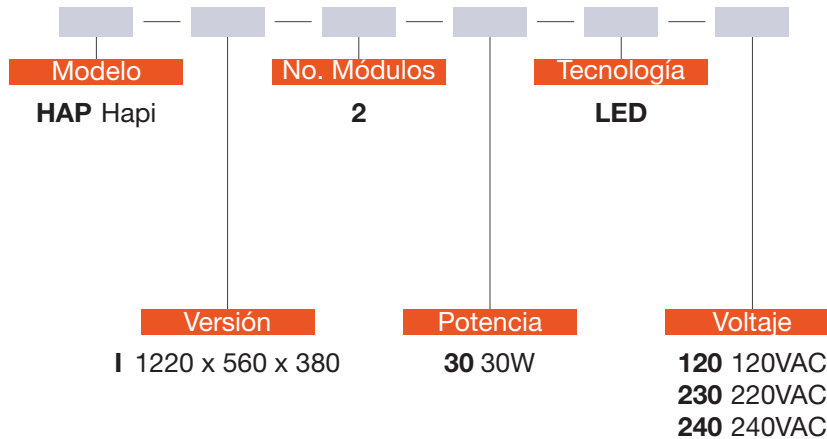 Modelo
No. Módulos
Tecnología
HAP Hapi
2
LED
Versión
Potencia
Voltaje
I 1220 x 560 x 380
30 30W
120 120VAC
230 220VAC
240 240VAC